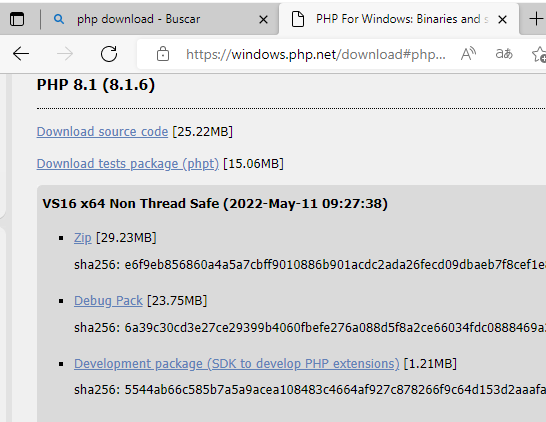 php download - Buscar
PHP For Windows: Binaries and s
https://windows.php.net/download#php...
PHP 8.1 (8.1.6)
Download source code [25.22MB]
Download tests package (phpt) [15.06MB]
VS16 x64 Non Thread Safe (2022-May-11 09:27:38)
Zip [29.23MB]
sha256: e6f9eb856860a4a5a7cbff9010886b901acdc2ada26fecd09dbaeb7f8cef1e
Debug Pack [23.75MB]
sha256: 6a39c30cd3e27ce29399b4060fbefe276a088d5f8a2ce66034fdc0888469a
Development package (SDK to develop PHP extensions) [1.21MB]
sha256: 5544ab66c585b7a5a9acea108483c4664af927c878266f9c64d153d2aaafa